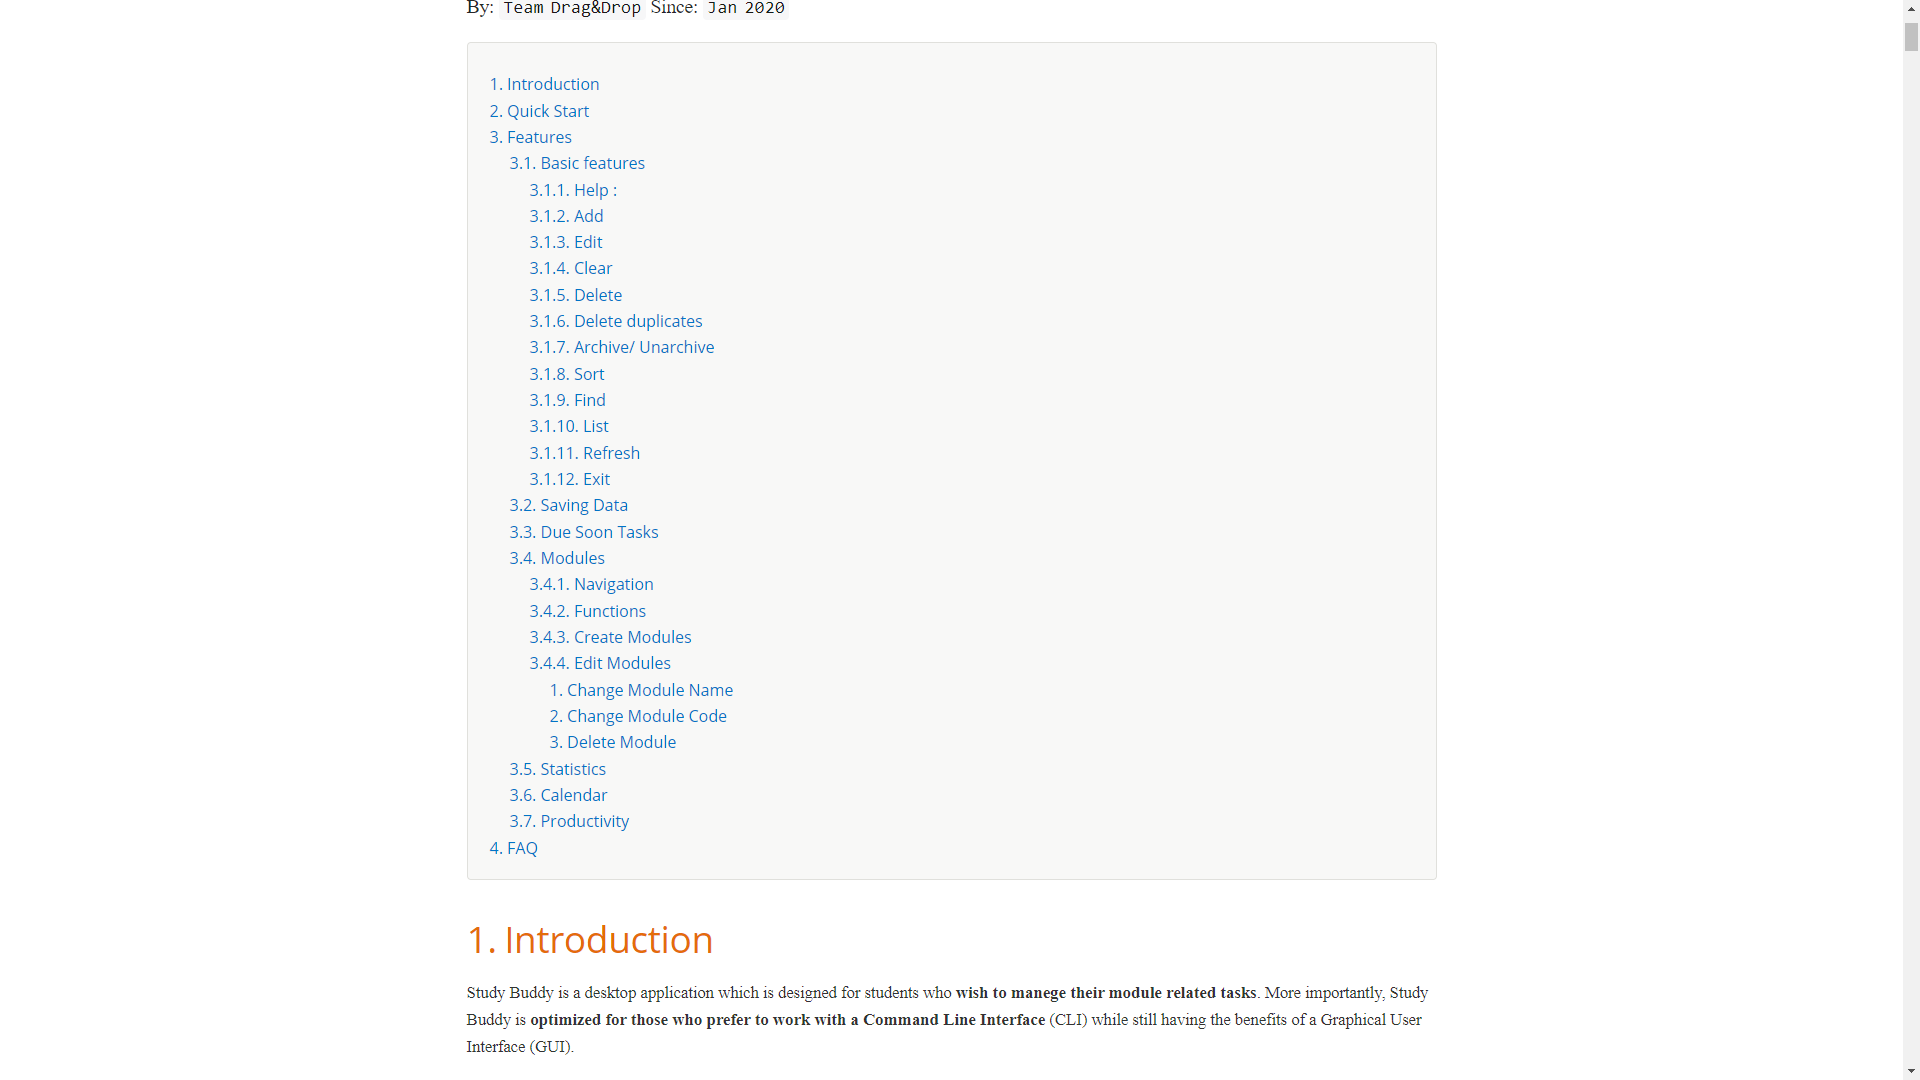 By: Team Drag&Drop Since: Jan 2020
1. Introduction
2. Quick Start
3. Features
3.1. Basic features
3.1.1. Help :
3.1.2. Add
3.1.3. Edit
3.1.4. Clear
3.1.5. Delete
3.1.6. Delete duplicates
3.1.7. Archive/ Unarchive
3.1.8. Sort
3.1.9. Find
3.1.10. List
3.1.11. Refresh
3.1.12. Exit
3.2. Saving Data
3.3. Due Soon Tasks
3.4. Modules
3.4.1. Navigation
3.4.2. Functions
3.4.3. Create Modules
3.4.4. Edit Modules
1. Change Module Name
2. Change Module Code
3. Delete Module
3.5. Statistics
3.6. Calendar
3.7. Productivity
4. FAQ
1. Introduction
Study Buddy is a desktop application which is designed for students who wish to manege their module related tasks. More importantly, Study
Buddy is optimized for those who prefer to work with a Command Line Interface (CLI) while still having the benefits of a Graphical User
Interface (GUI).